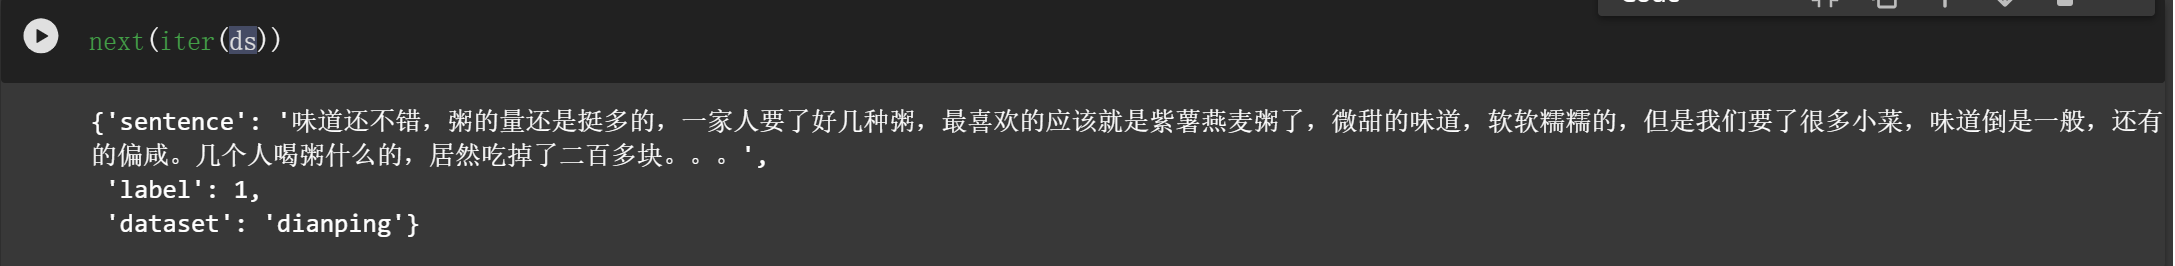 next(iter(ds))
{'sentence': '味道还不错，粥的量还是挺多的，一家人要了好几种粥，最喜欢的应该就是紫薯燕麦粥了，微甜的味道，软软糯糯的，但是我们要了很多小菜，味道倒是一般，还有
的偏咸。几个人喝粥什么的，居然吃掉了二百多块。。。',
'label': 1,
'dataset': 'dianping'}